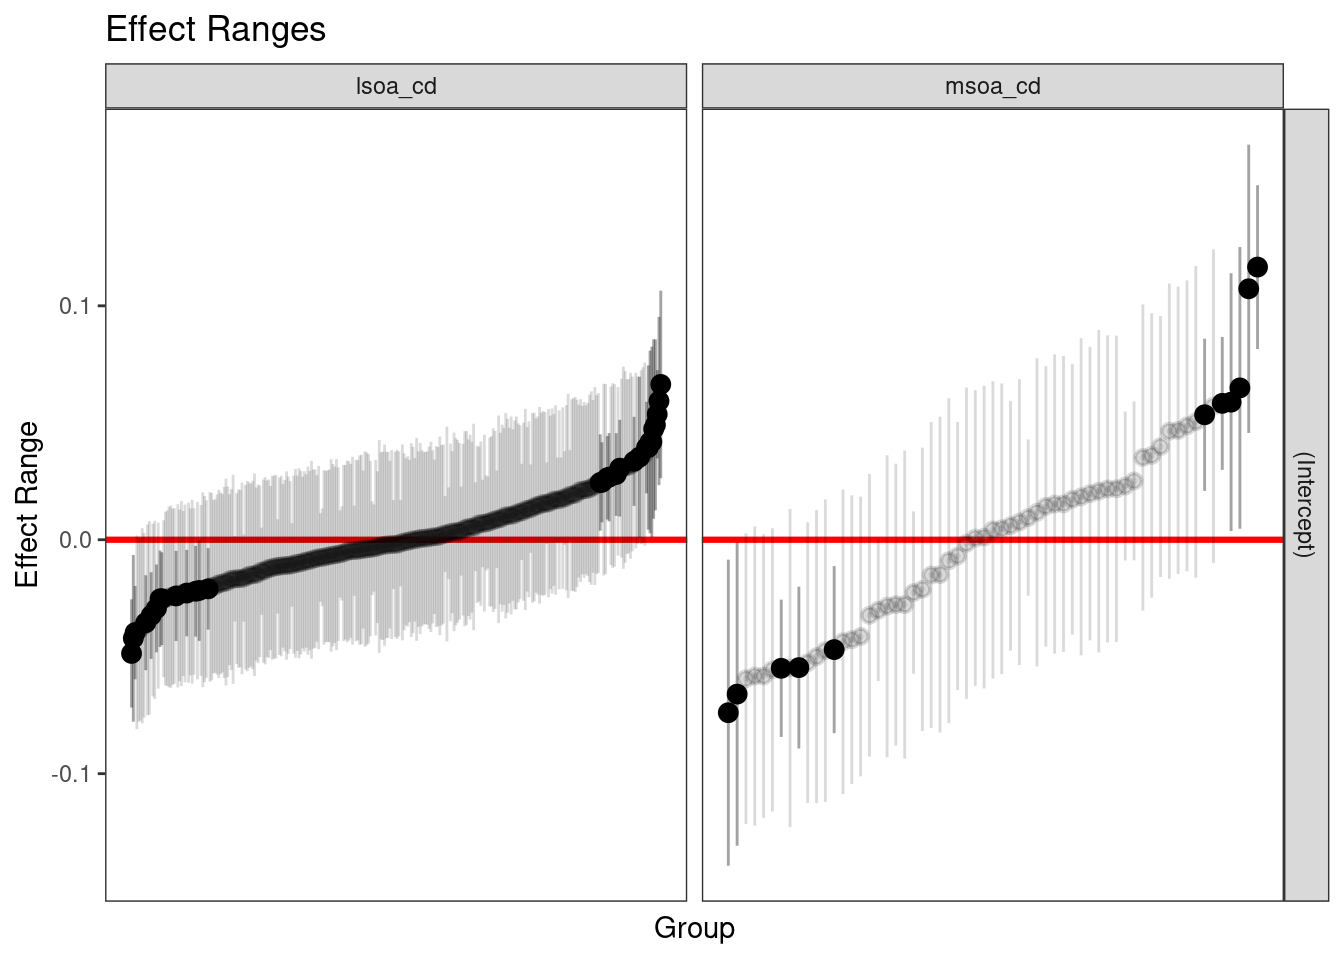 Effect Ranges
lsoa_cd
msoa_cd
Effect Range
0.1
0.0
-0.1
(Intercept)
Group